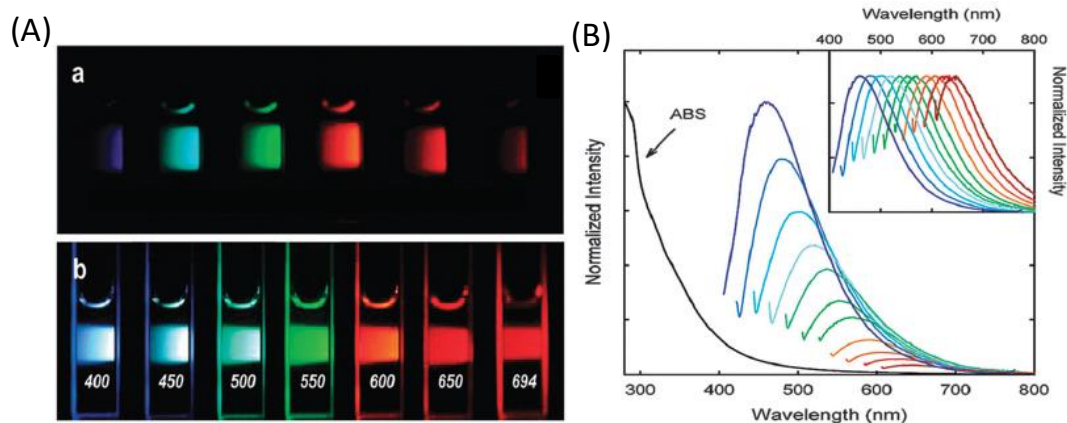 (A)
a
b
400 450 500 550 600 650 694
(B)
Wavelength (nm)
400 500 600 700 800
Normalized Intensity
ABS
Normalized Intensity
300 400 500 600 700 800
Wavelength (nm)